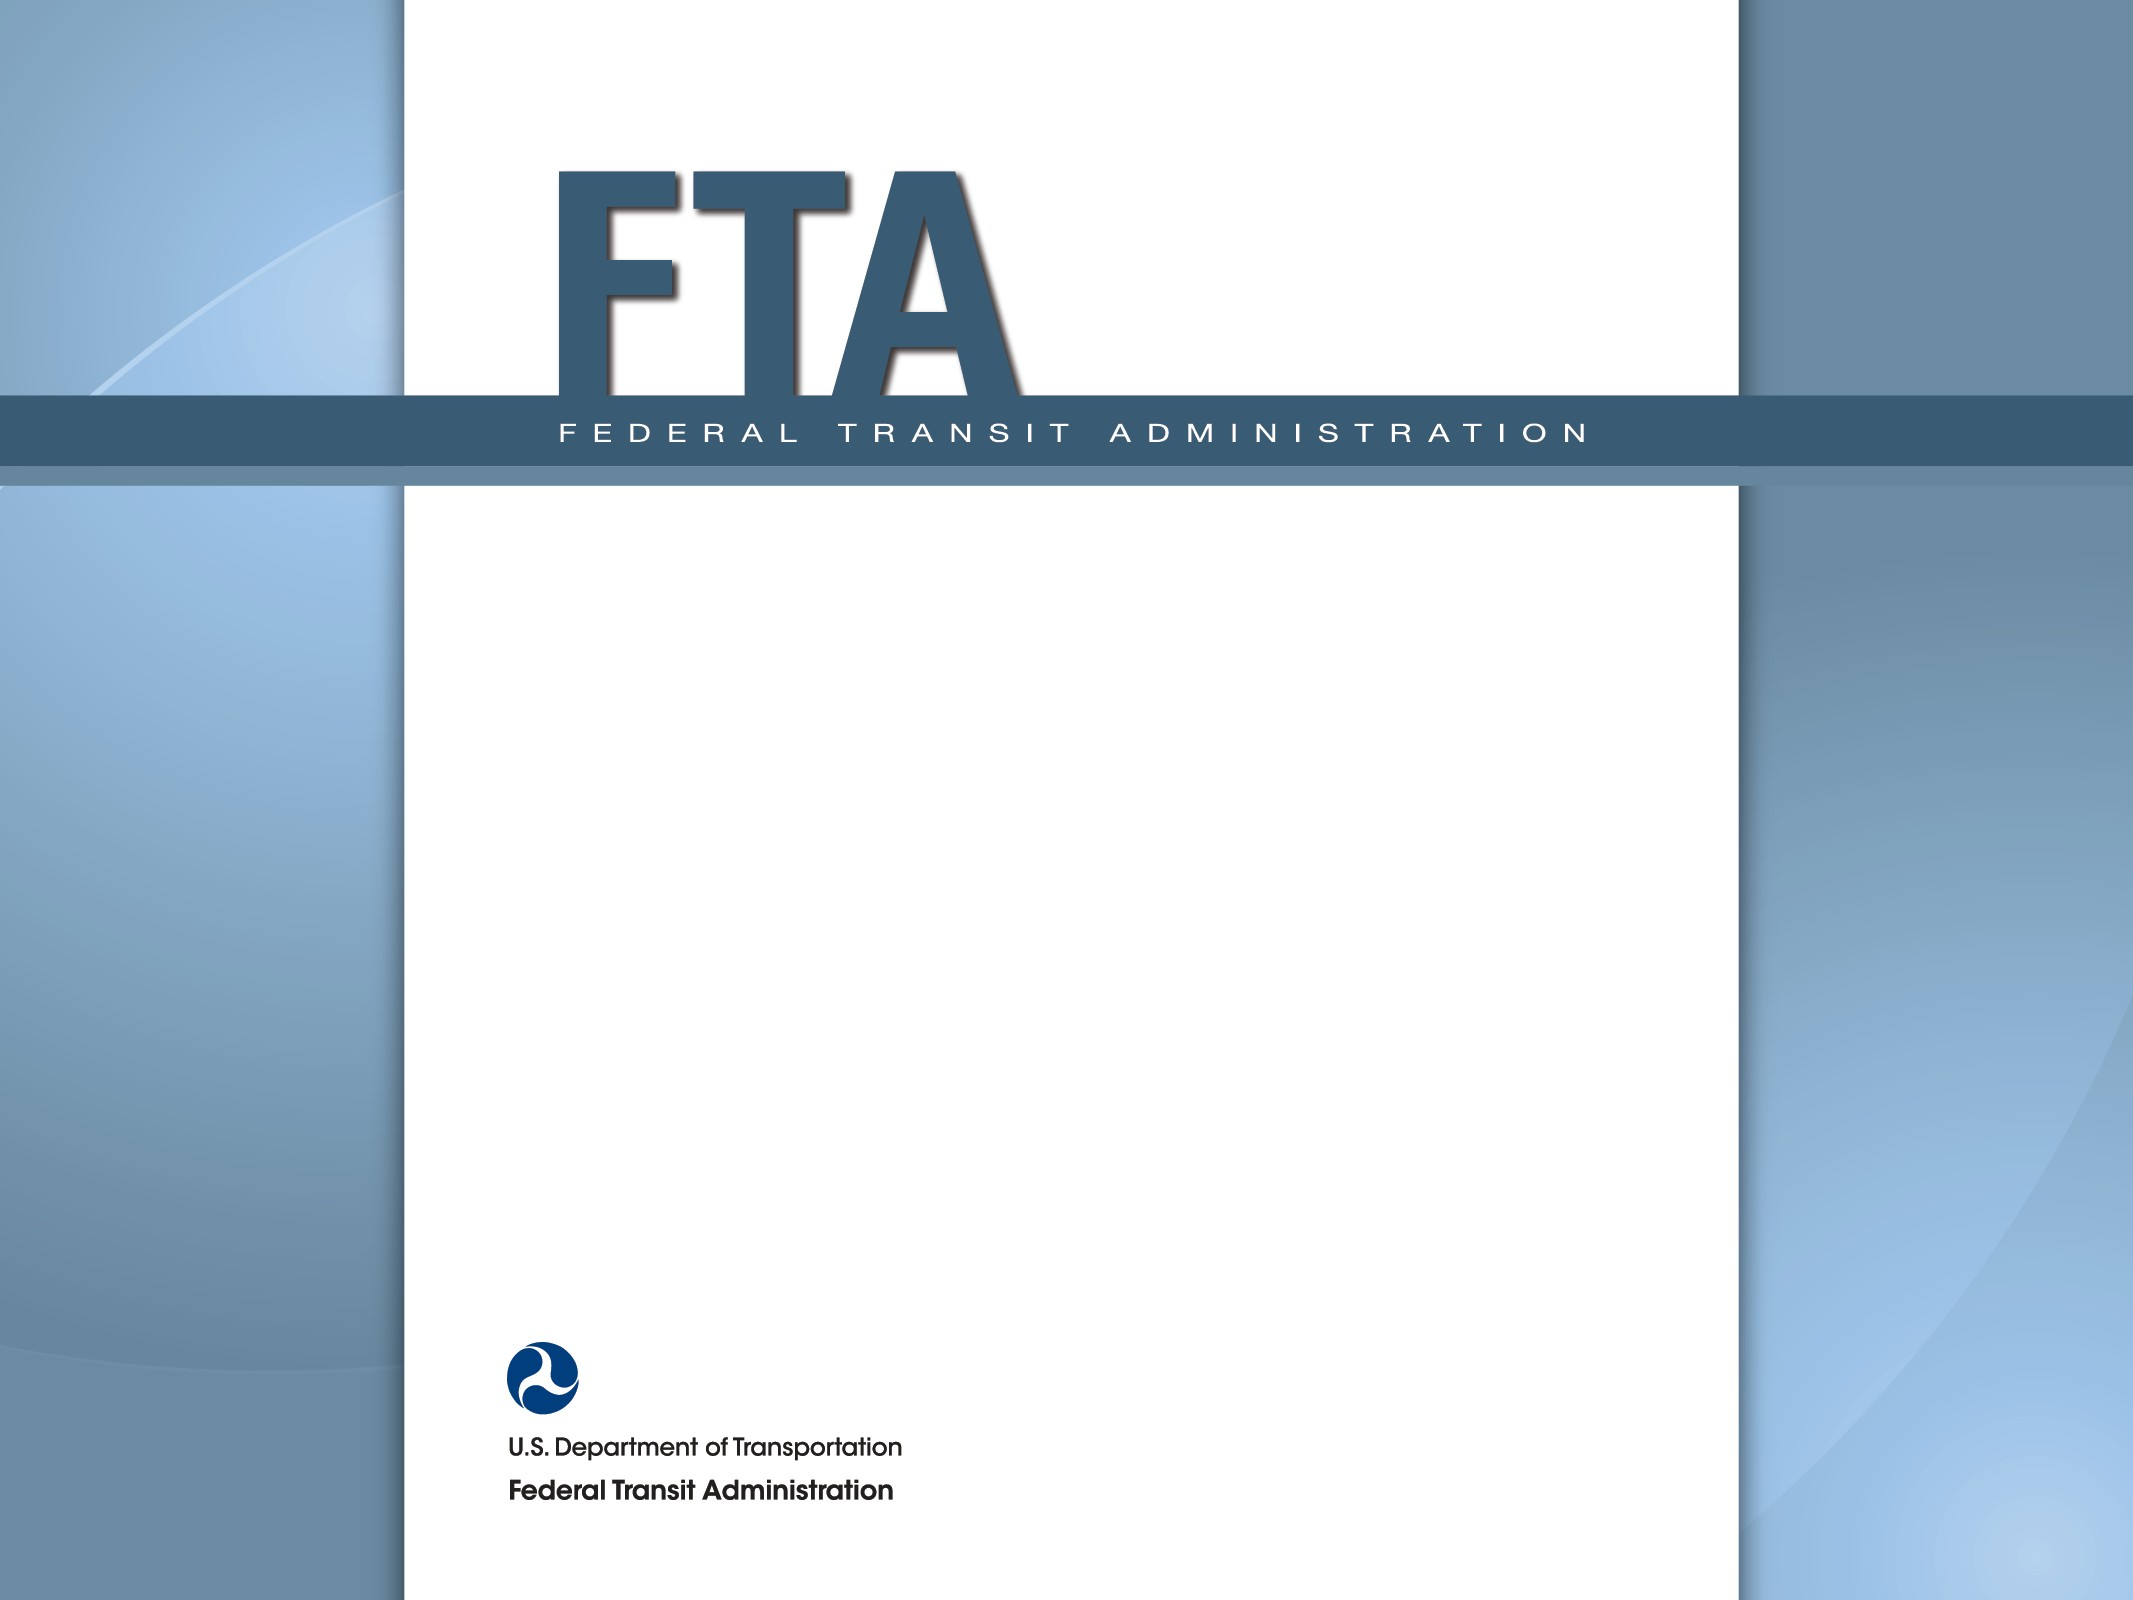 FTA
FEDERAL TRANSIT ADMINISTRATION
U.S. Department of Transportation
Federal Transit Administration